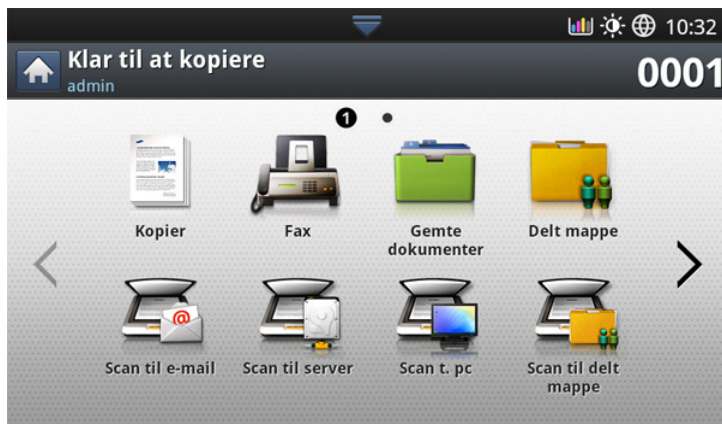 10:32
Klar til at kopiere
admin
0001
1
Kopier
Fax
Gemte
dokumenter
Delt mappe
@
Scan til e-mail
Scan til server
Scan t. pc
Scan til delt
mappe